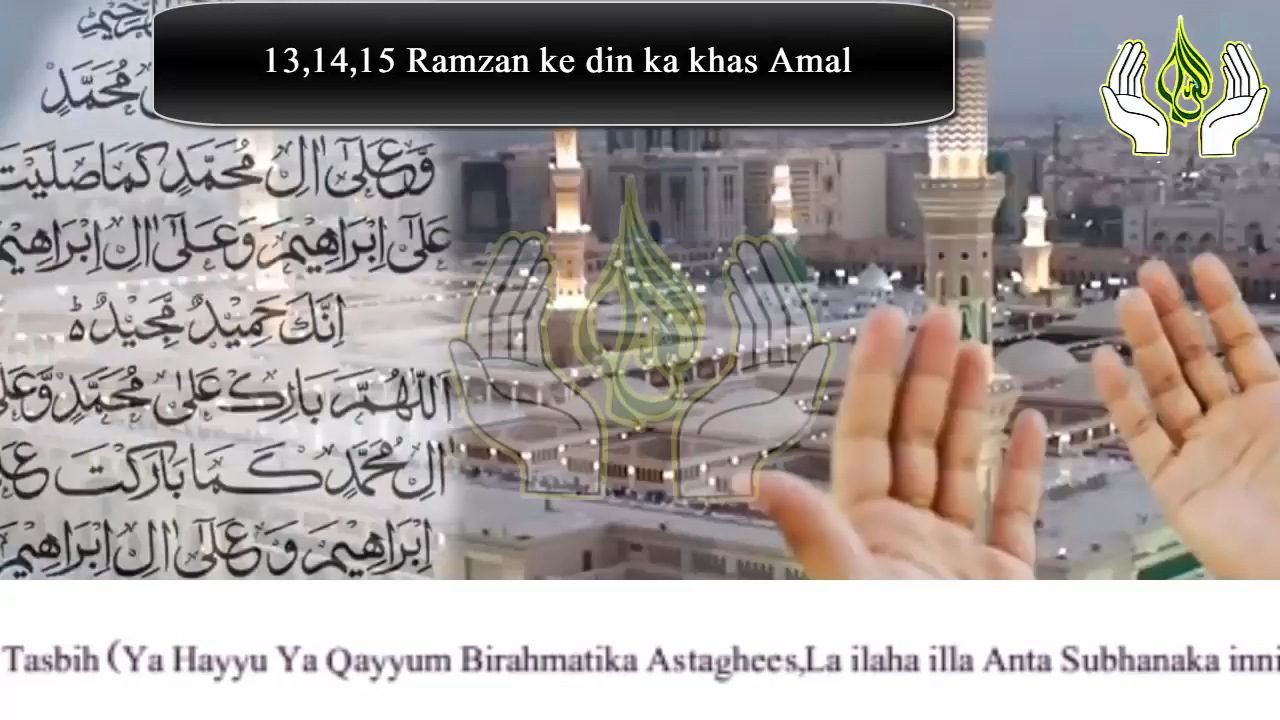 13,14,15 Ramzan ke din ka khas Amal
مُحَمَّدٍ
وَّعَلٰٓى اٰلِ مُحَمَّدٍ كَمَا صَلَّيْتَ
عَلٰٓى اِبْرَاهِيْمَ وَعَلٰٓى اٰلِ اِبْرَاهِيْمَ
اِنَّكَ حَمِيْدٌ مَّجِيْدٌ ط
اَللّٰهُمَّ بَارِكْ عَلٰى مُحَمَّدٍ وَّعَلٰٓى
اٰلِ مُحَمَّدٍ كَمَا بَارَكْتَ
اِبْرَاهِيْمَ وَعَلٰٓى اٰلِ اِبْرَاهِيْمَ
Tasbih (Ya Hayyu Ya Qayyum Birahmatika Astaghees,La ilaha illa Anta Subhanaka inni